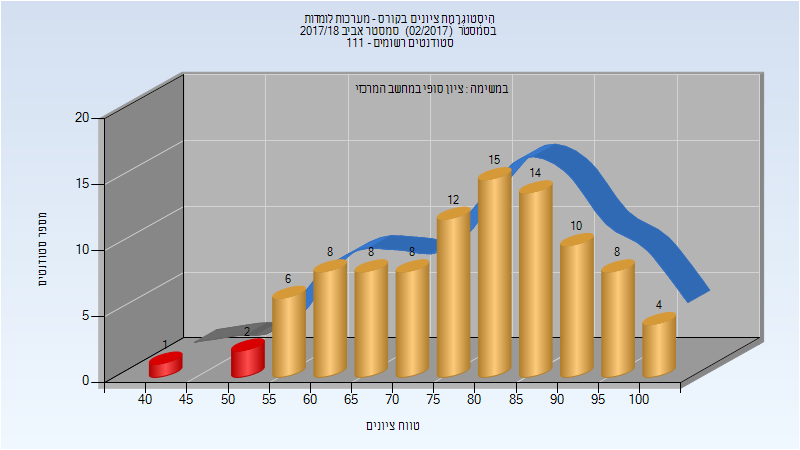 היסטוגרמת ציונים בקורס - מערכות לומדות
בסמסטר (02/2017) סמסטר אביב 2017/18
סטודנטים רשומים - 111
במשימה : ציון סופי במחשב המרכזי
מספר סטודנטים
20
15
10
5
0
1
2
6
8
8
8
12
15
14
10
8
4
40 45 50 55 60 65 70 75 80 85 90 95 100
טווח ציונים